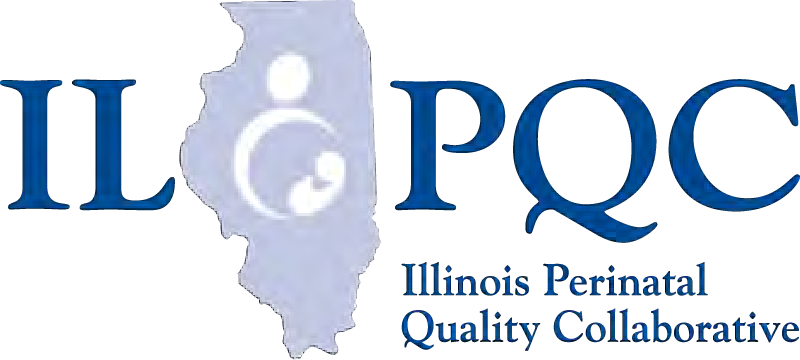 IL PQC
Illinois Perinatal
Quality Collaborative